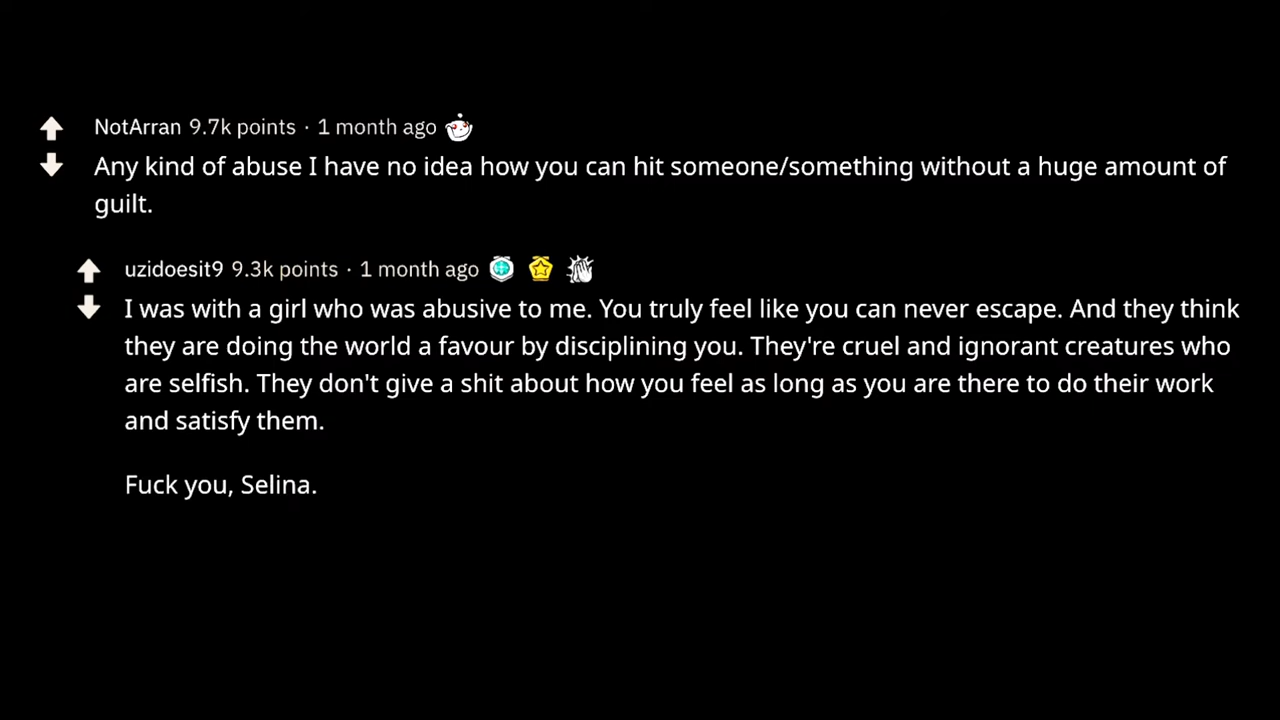 NotArran 9.7k points · 1 month ago
Any kind of abuse I have no idea how you can hit someone/something without a huge amount of
guilt.
uzidoesit9 9.3k points · 1 month ago
I was with a girl who was abusive to me. You truly feel like you can never escape. And they think
they are doing the world a favour by disciplining you. They're cruel and ignorant creatures who
are selfish. They don't give a shit about how you feel as long as you are there to do their work
and satisfy them.
Fuck you, Selina.